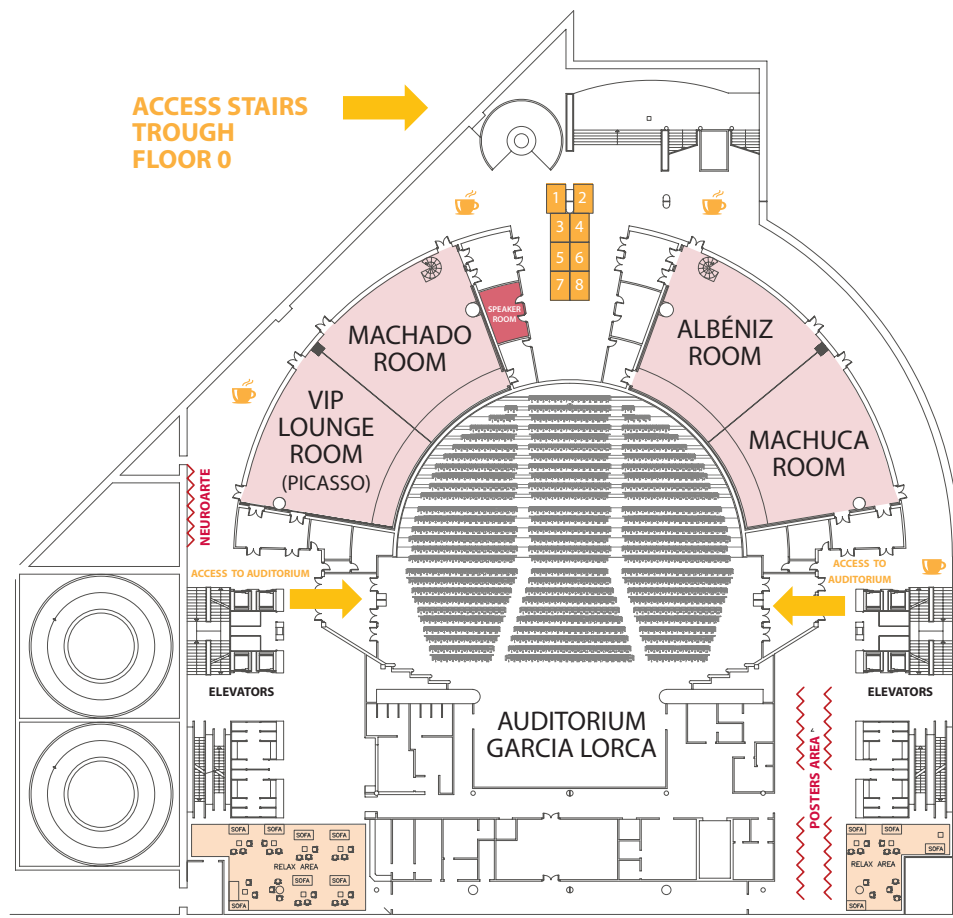 ACCESS STAIRS
TROUGH
FLOOR 0
1 2
3 4
5 6
7 8
SPEAKER
ROOM
MACHADO
ROOM
ALBÉNIZ
ROOM
VIP
LOUNGE
ROOM
(PICASSO)
MACHUCA
ROOM
NEUROARTE
ACCESS TO AUDITORIUM
ACCESS TO
AUDITORIUM
ELEVATORS
ELEVATORS
AUDITORIUM
GARCIA LORCA
POSTERS AREA
SOFA
SOFA
SOFA
SOFA
RELAX AREA
SOFA
SOFA
SOFA
SOFA
SOFA
SOFA
SOFA
RELAX AREA
SOFA